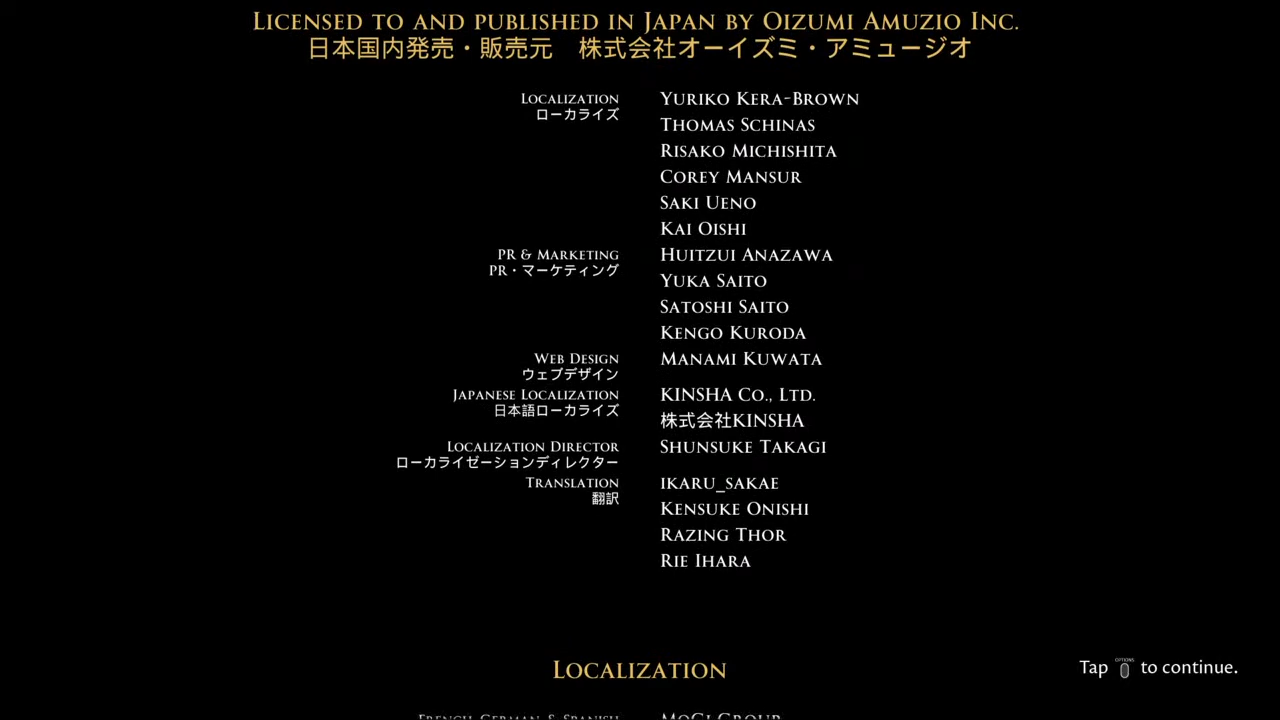 Licensed to and published in Japan by Oizumi Amuzio Inc.
日本国内発売・販売元　株式会社オーイズミ・アミュージオ
Localization Yuriko Kera-Brown
ローカライズ
Thomas Schinas
Risako Michishita
Corey Mansur
Saki Ueno
Kai Oishi
PR & Marketing Huitzui Anazawa
PR・マーケティング
Yuka Saito
Satoshi Saito
Kengo Kuroda
Web Design Manami Kuwata
ウェブデザイン
Japanese Localization KINSHA Co., Ltd.
日本語ローカライズ 株式会社KINSHA
Localization Director Shunsuke Takagi
ローカライゼーションディレクター
Translation ikaru_sakae
翻訳
Kensuke Onishi
Razing Thor
Rie Ihara
Localization
Tap OPTIONS to continue.
French, German & Spanish MoGi Group